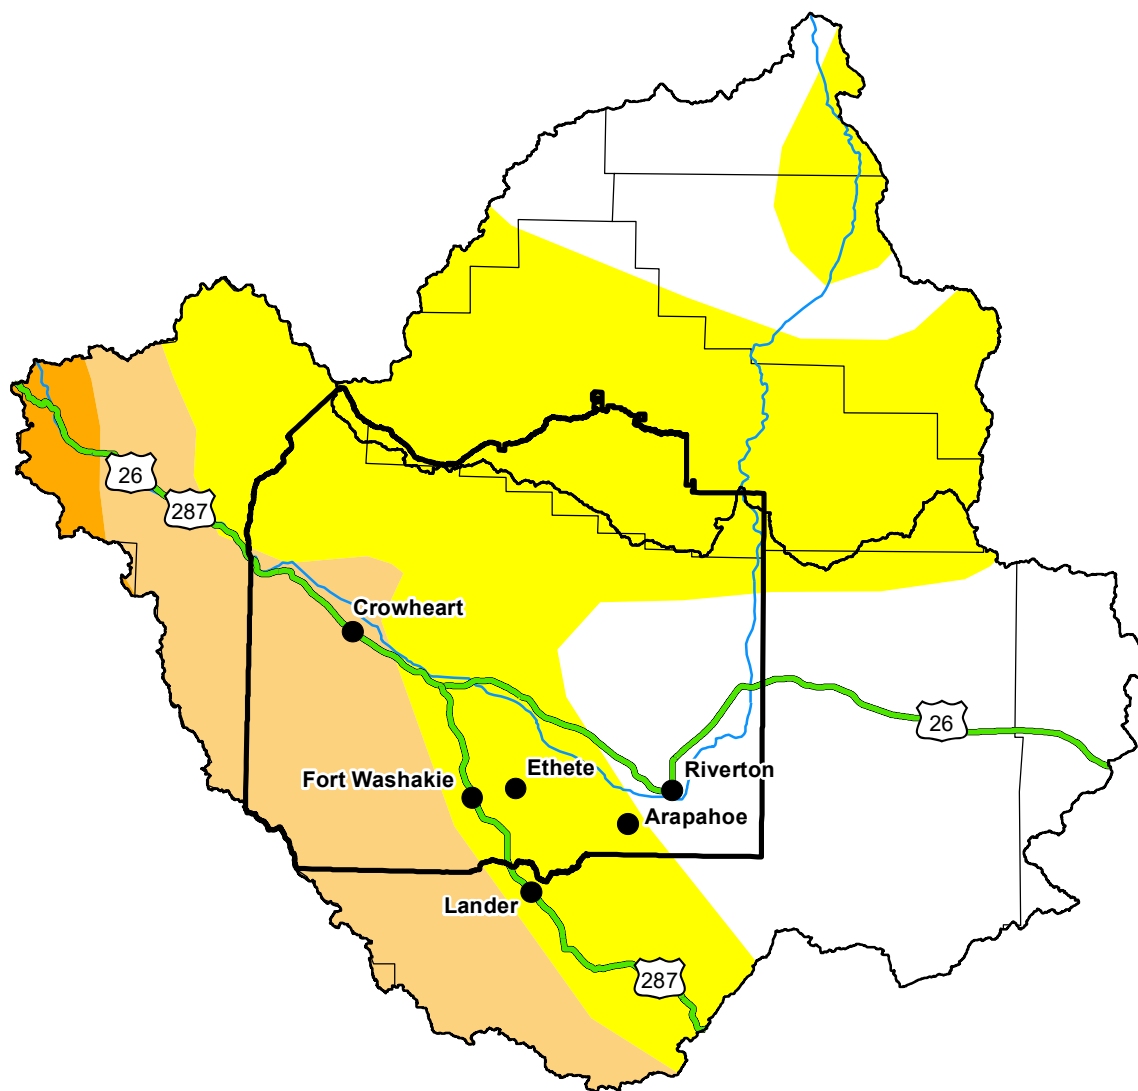 26
287
Crowheart
26
Ethete
Riverton
Fort Washakie
Arapahoe
Lander
287